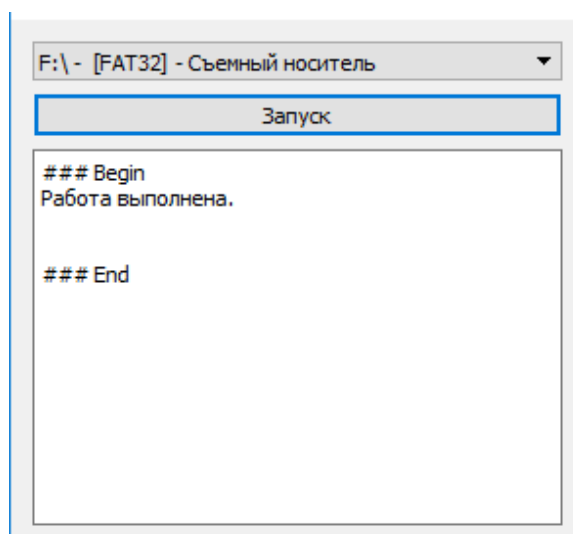 F:\ - [FAT32] - Съемный носитель
Запуск
### Begin
Работа выполнена.
### End